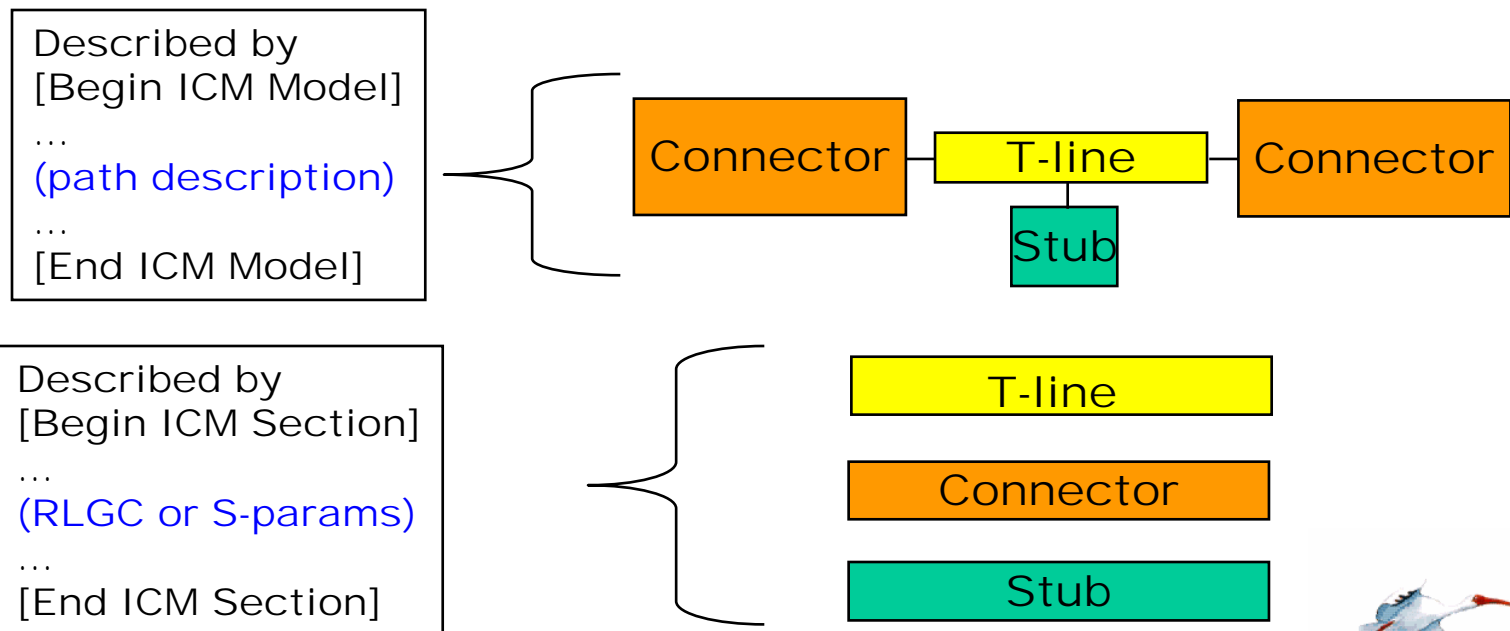 Described by
[Begin ICM Model]
...
(path description)
...
[End ICM Model]
Connector
T-line
Connector
Stub
Described by
[Begin ICM Section]
...
(RLGC or S-params)
...
[End ICM Section]
T-line
Connector
Stub